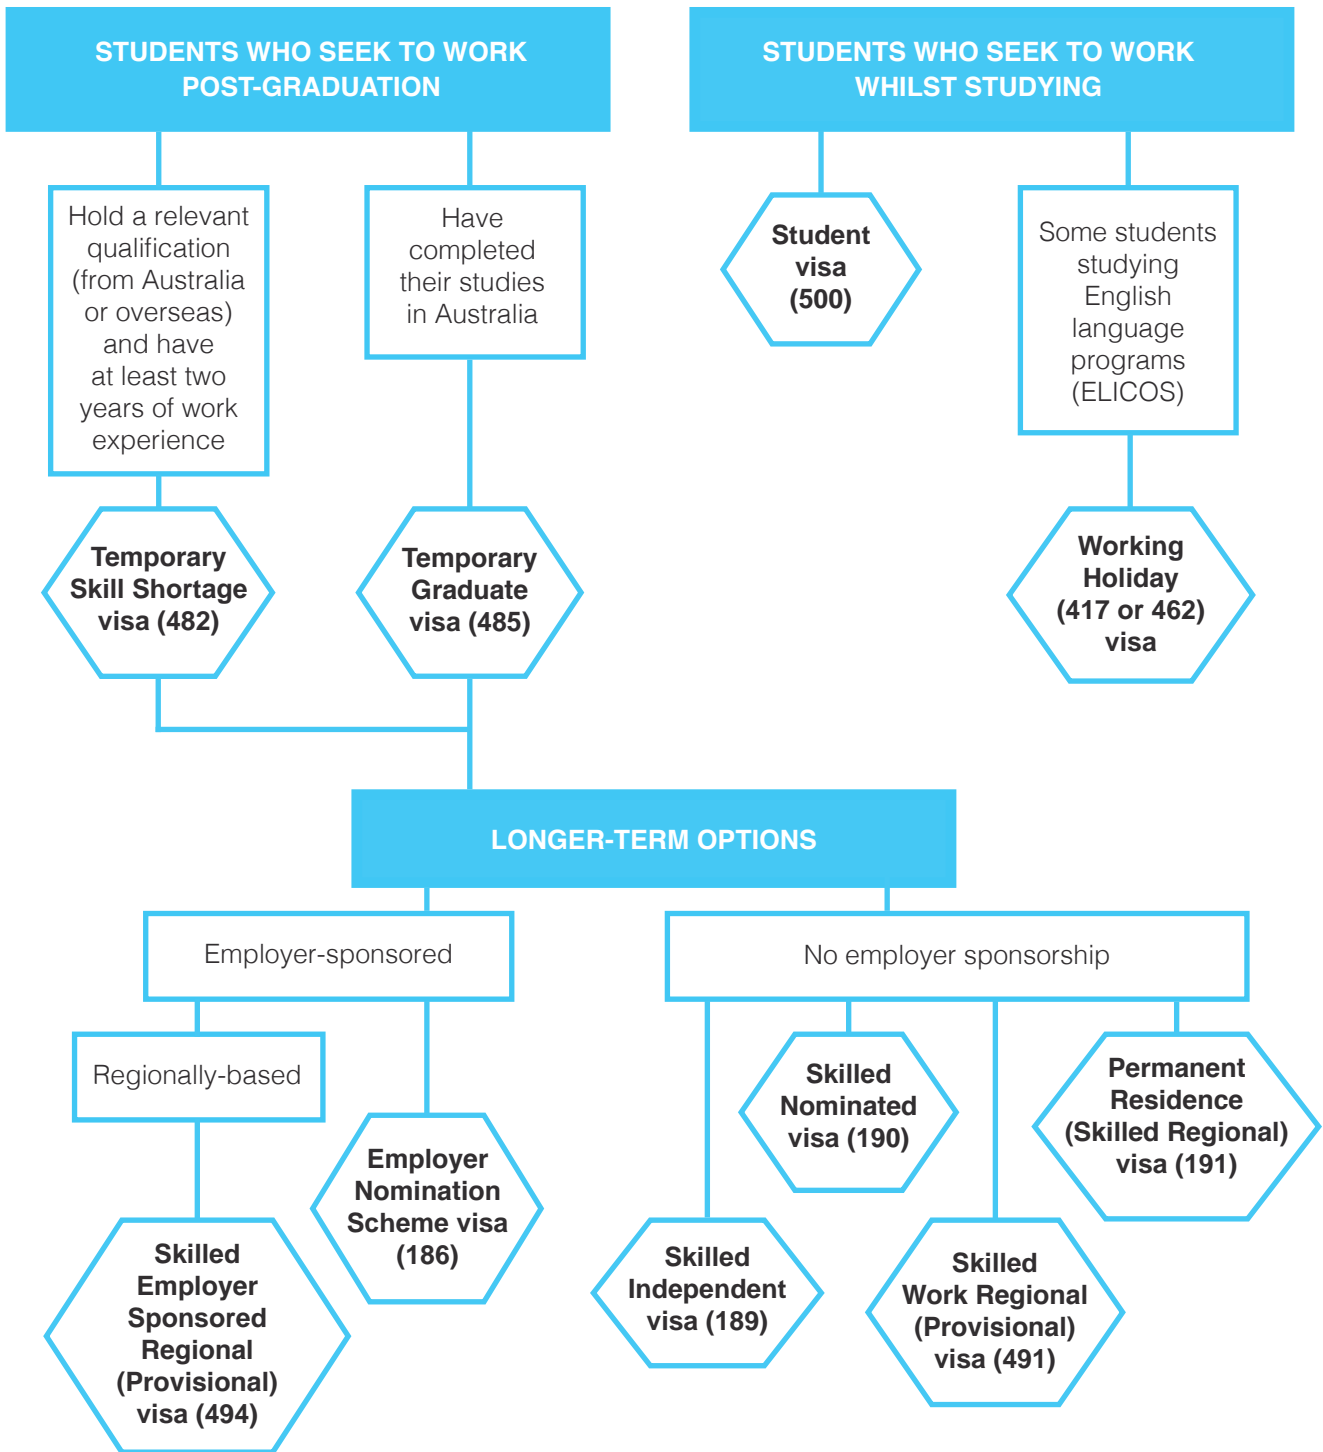 STUDENTS WHO SEEK TO WORK
POST-GRADUATION
STUDENTS WHO SEEK TO WORK
WHILST STUDYING
Hold a relevant
qualification
(from Australia
or overseas)
and have
at least two
years of work
experience
Have
completed
their studies
in Australia
Student
visa
(500)
Some students
studying
English
language
programs
(ELICOS)
Temporary
Skill Shortage
visa (482)
Temporary
Graduate
visa (485)
Working
Holiday
(417 or 462)
visa
LONGER-TERM OPTIONS
Employer-sponsored
No employer sponsorship
Regionally-based
Employer
Nomination
Scheme visa
(186)
Skilled
Employer
Sponsored
Regional
(Provisional)
visa (494)
Skilled
Independent
visa (189)
Skilled
Nominated
visa (190)
Skilled
Work Regional
(Provisional)
visa (491)
Permanent
Residence
(Skilled Regional)
visa (191)